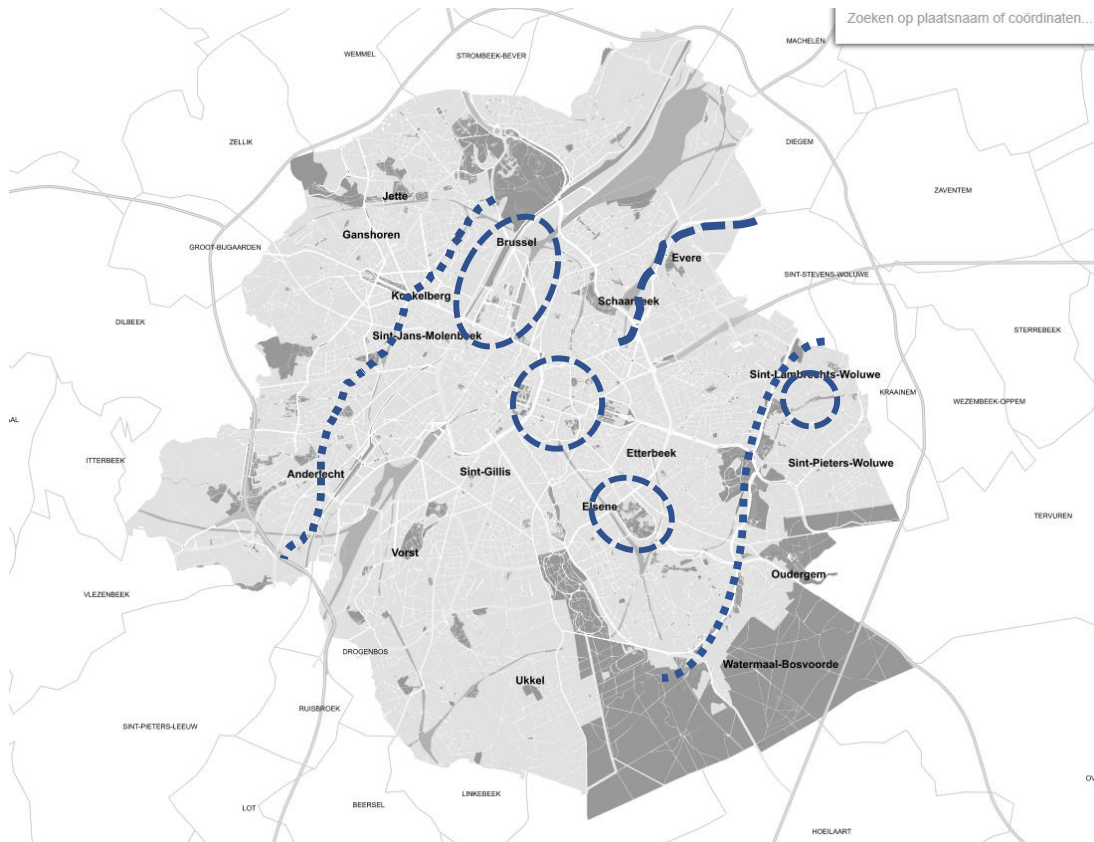 Zoeken op plaatsnaam of coördinaten...
MACHELEN
WEMMEL
STROMBEEK-BEVER
ZELLIK
DIEGEM
ZAVENTEM
Jette
Ganshoren
Brussel
GROOT-BIJGAARDEN
Evere
SINT-STEVENS-WOLUWE
Koekelberg
Schaarbeek
DILBEEK
Sint-Jans-Molenbeek
STERREBEEK
Sint-Lambrechts-Woluwe
KRAAINEM
WEZEMBEEK-OPPEM
AL
ITTERBEEK
Etterbeek
Sint-Pieters-Woluwe
Anderlecht
Sint-Gillis
Elsene
TERVUREN
Vorst
Oudergem
VLEZENBEEK
DROGENBOS
Watermaal-Bosvoorde
Ukkel
RUISBROEK
SINT-PIETERS-LEEUW
OV
LINKEBEEK
BEERSEL
LOT
HOEILAART